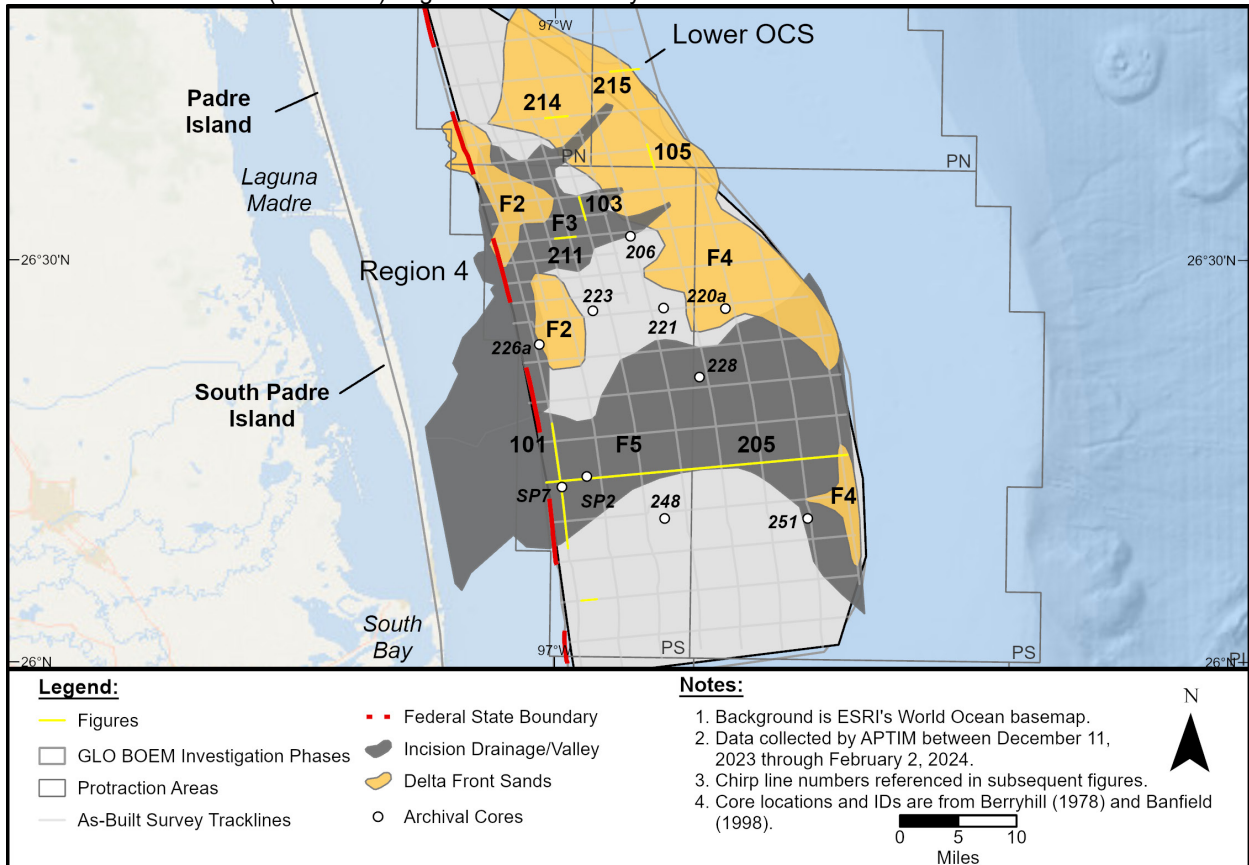 97°W
Lower OCS
Padre
Island
215
214
105
PN
PN
Laguna
Madre
F2
103
F3
206
211
F4
26°30'N
26°30'N
Region 4
223
220a
F2
221
226a
228
South Padre
Island
101
F5
205
SP7
SP2
248
F4
251
South
Bay
97°W
PS
PS
26°N
26°N
Legend:
Figures
GLO BOEM Investigation Phases
Protraction Areas
As-Built Survey Tracklines
Federal State Boundary
Incision Drainage/Valley
Delta Front Sands
Archival Cores
Notes:
1. Background is ESRI's World Ocean basemap.
2. Data collected by APTIM between December 11,
2023 through February 2, 2024.
3. Chirp line numbers referenced in subsequent figures.
4. Core locations and IDs are from Berryhill (1978) and Banfield
(1998).
N
0 5 10
Miles